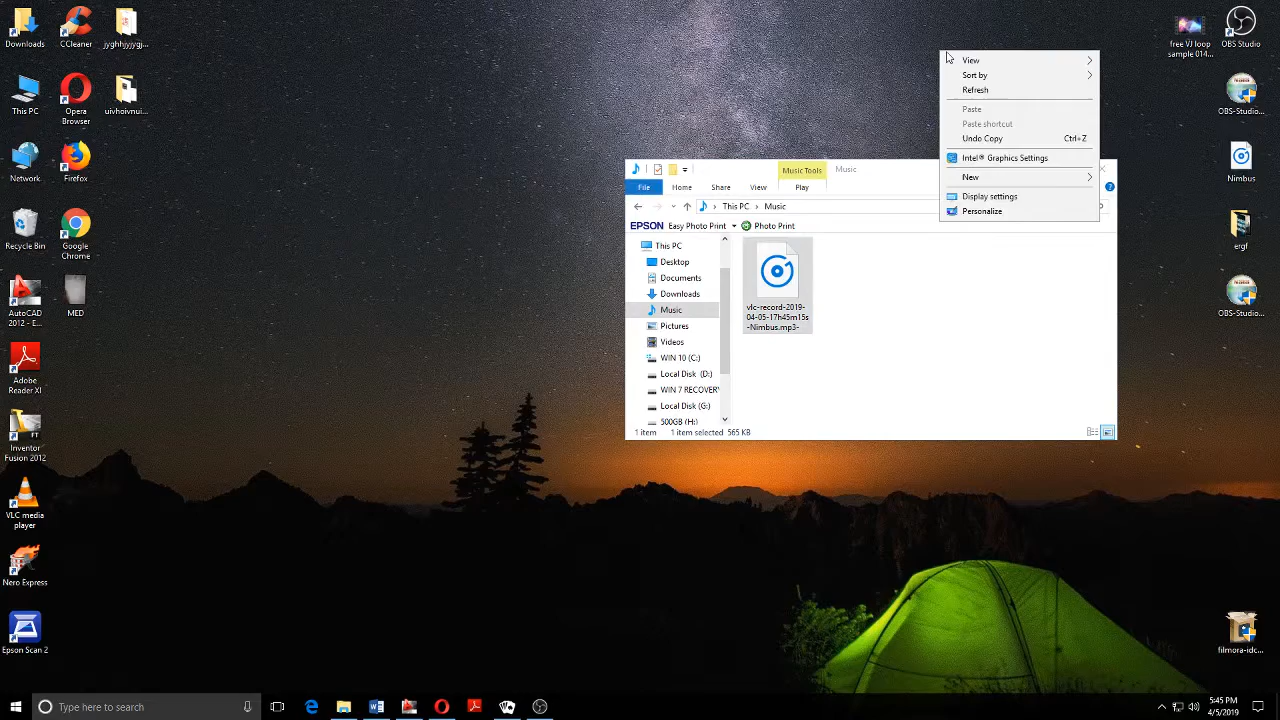 Downloads
CCleaner
jyghhjyjygj...
This PC
Opera
Browser
uivhoivnui...
Network
Firefox
Recycle Bin
Google
Chrome
AutoCAD
2012 - E...
MED
Adobe
Reader XI
Inventor
Fusion 2012
VLC media
player
Nero Express
Epson Scan 2
Music Tools
Music
File
Home
Share
View
Play
This PC
Music
EPSON
Easy Photo Print
Photo Print
This PC
Desktop
Documents
Downloads
Music
Pictures
Videos
WIN 10 (C:)
Local Disk (D:)
WIN 7 RECOVERY
Local Disk (G:)
500GB (H:)
vlc-record-2019-
04-05-17h45m15s
-Nimbus.mp3-
1 item
1 item selected 565 KB
View
Sort by
Refresh
Paste
Paste shortcut
Undo Copy
Ctrl+Z
Intel® Graphics Settings
New
Display settings
Personalize
free VJ loop
sample 014...
OBS Studio
OBS-Studio...
Nimbus
ergf
OBS-Studio...
filmora-idc...
Type here to search
5:45 PM
4/5/2019